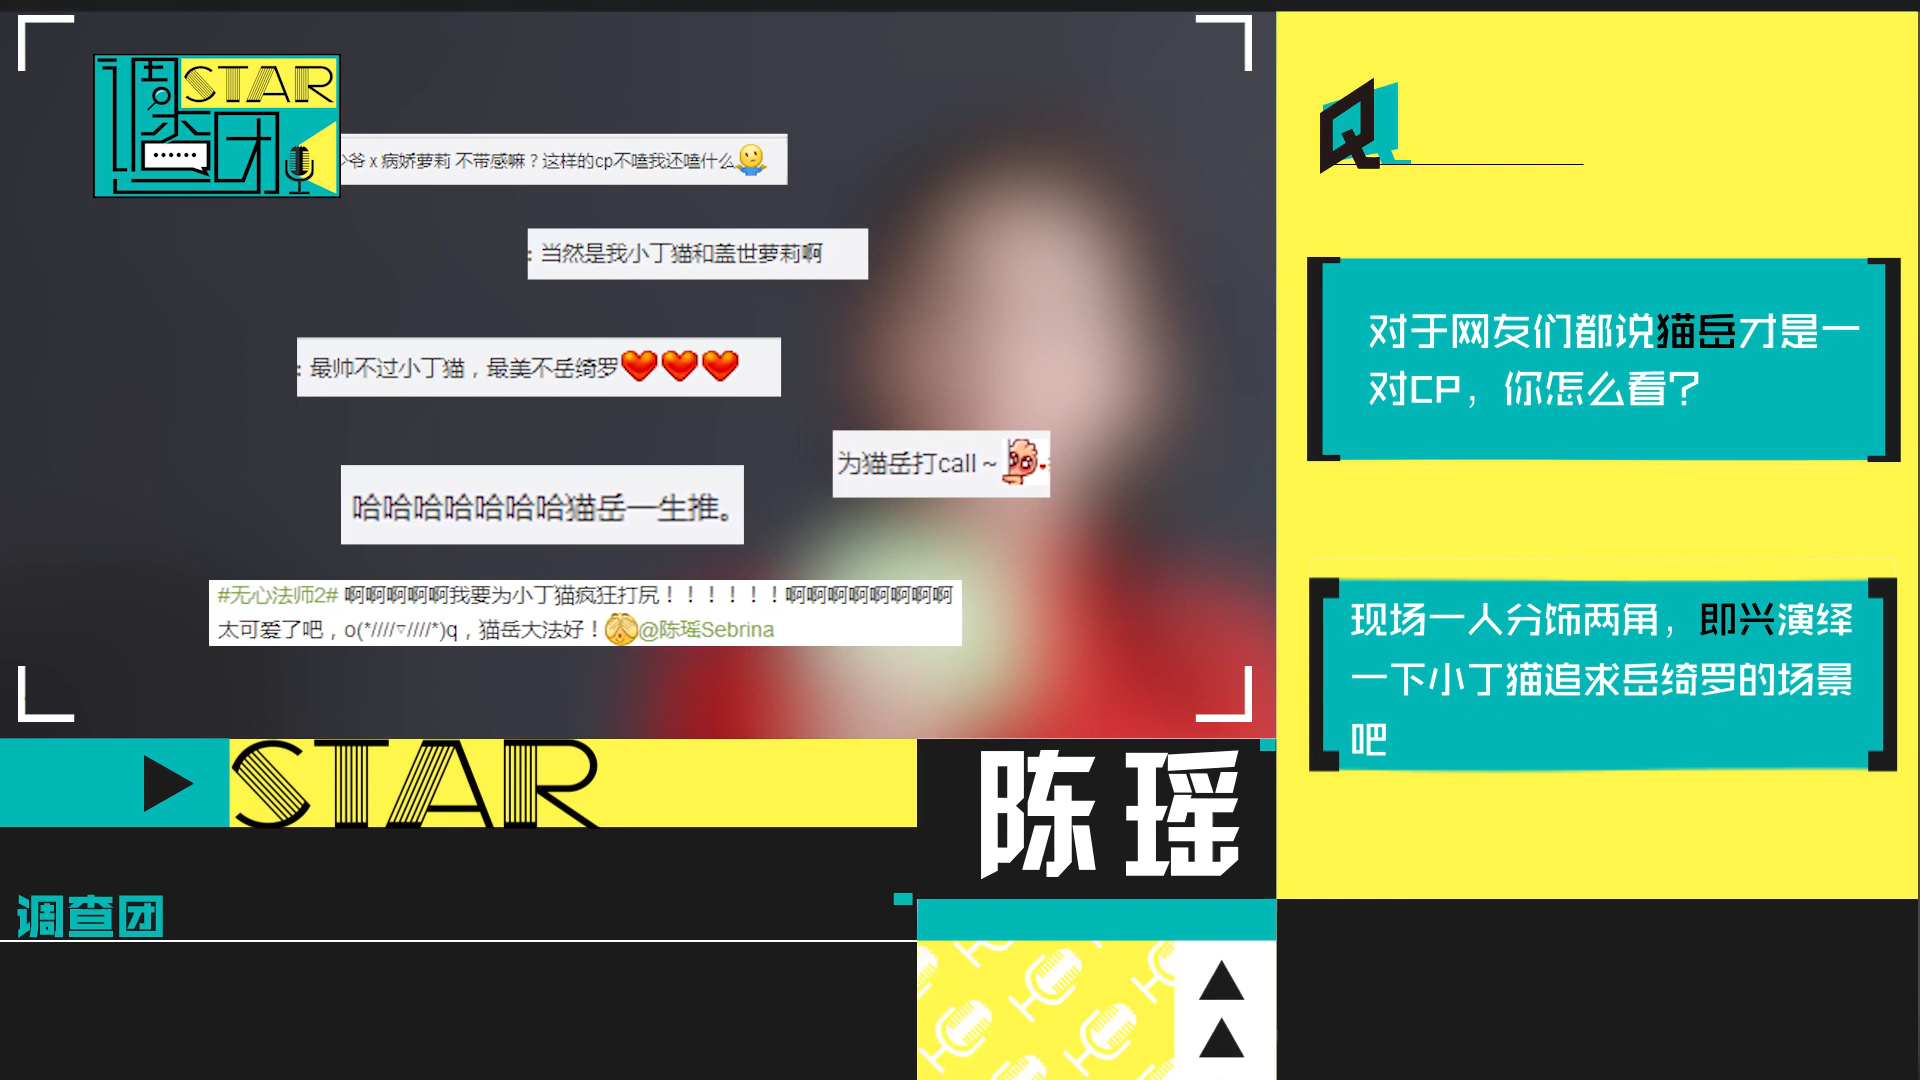 调查团
STAR
爷 x 病娇萝莉 不带感嘛？这样的cp不嗑我还嗑什么
：当然是我小丁猫和盖世萝莉啊
：最帅不过小丁猫，最美不岳绮罗
为猫岳打call ~
哈哈哈哈哈哈哈猫岳一生推。
#无心法师2# 啊啊啊啊啊我要为小丁猫疯狂打尻！！！！！！啊啊啊啊啊啊啊啊
太可爱了吧，o(*////▽////*)q，猫岳大法好！@陈瑶Sebrina
Q
对于网友们都说猫岳才是一
对CP，你怎么看？
现场一人分饰两角，即兴演绎
一下小丁猫追求岳绮罗的场景
吧
STAR
陈瑶
调查团